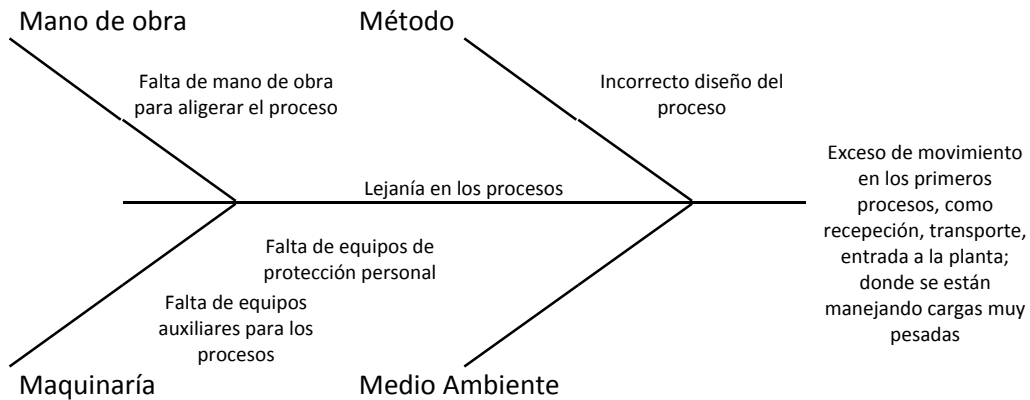 Mano de obra
Método
Falta de mano de obra
para aligerar el proceso
Incorrecto diseño del
proceso
Lejanía en los procesos
Exceso de movimiento
en los primeros
procesos, como
recepeción, transporte,
entrada a la planta;
donde se están
manejando cargas muy
pesadas
Falta de equipos de
protección personal
Falta de equipos
auxiliares para los
procesos
Maquinaría
Medio Ambiente